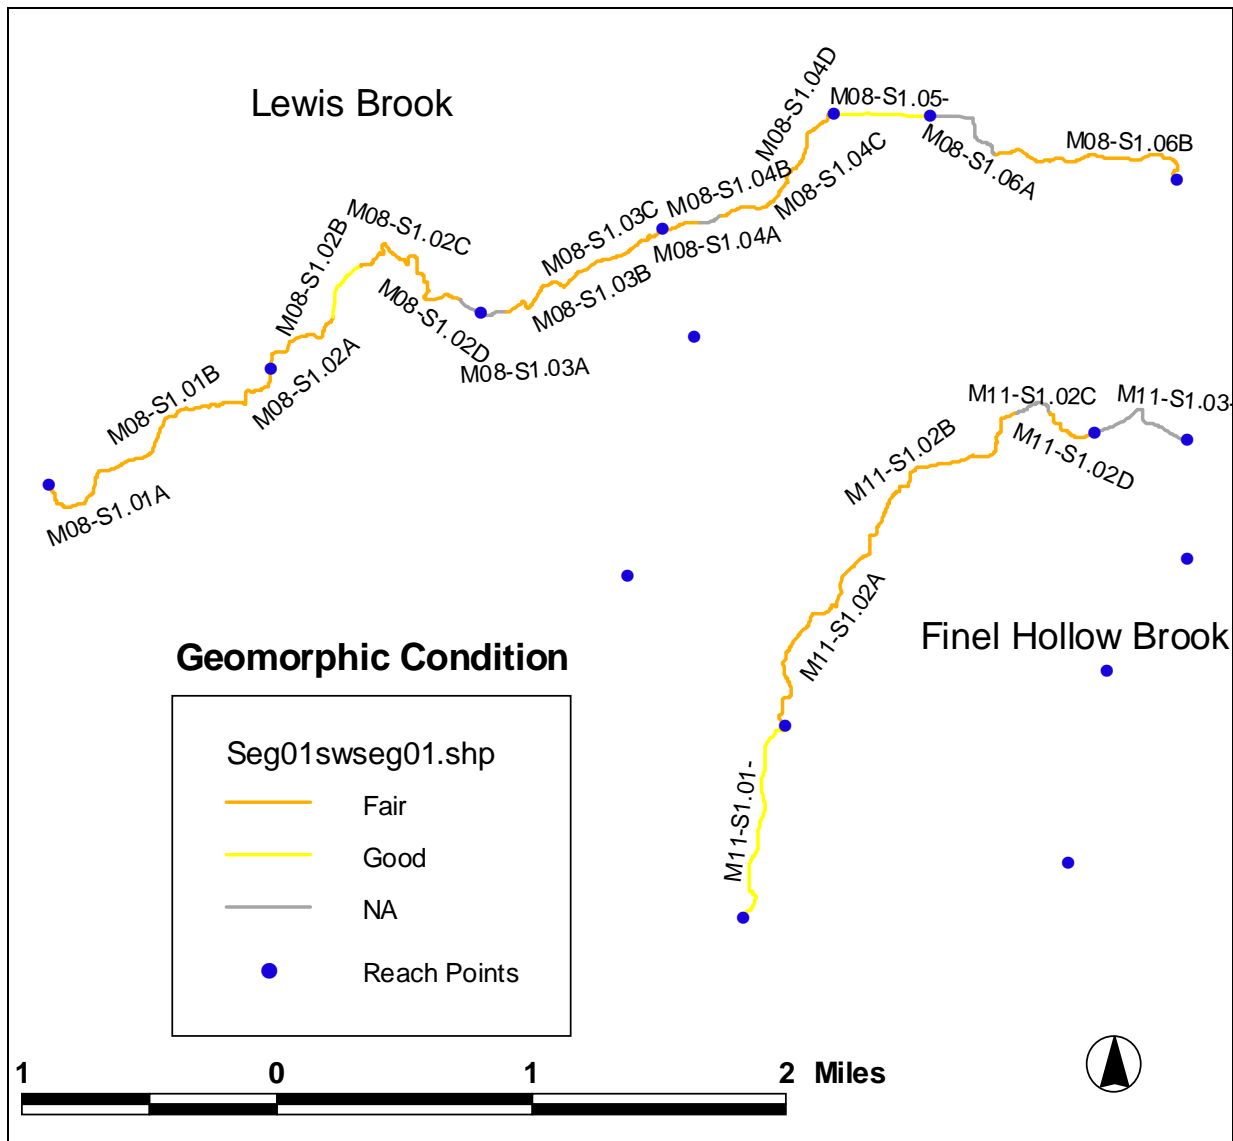 Lewis Brook
M08-S1.04D
M08-S1.05-
M08-S1.06B
M08-S1.06A
M08-S1.04C
M08-S1.04B
M08-S1.04A
M08-S1.03C
M08-S1.03B
M08-S1.02C
M08-S1.02B
M08-S1.02D
M08-S1.03A
M08-S1.02A
M08-S1.01B
M08-S1.01A
M11-S1.02C
M11-S1.03-
M11-S1.02B
M11-S1.02D
M11-S1.02A
Finel Hollow Brook
M11-S1.01-
Geomorphic Condition
Seg01swseg01.shp
Fair
Good
NA
Reach Points
1 0 1 2 Miles